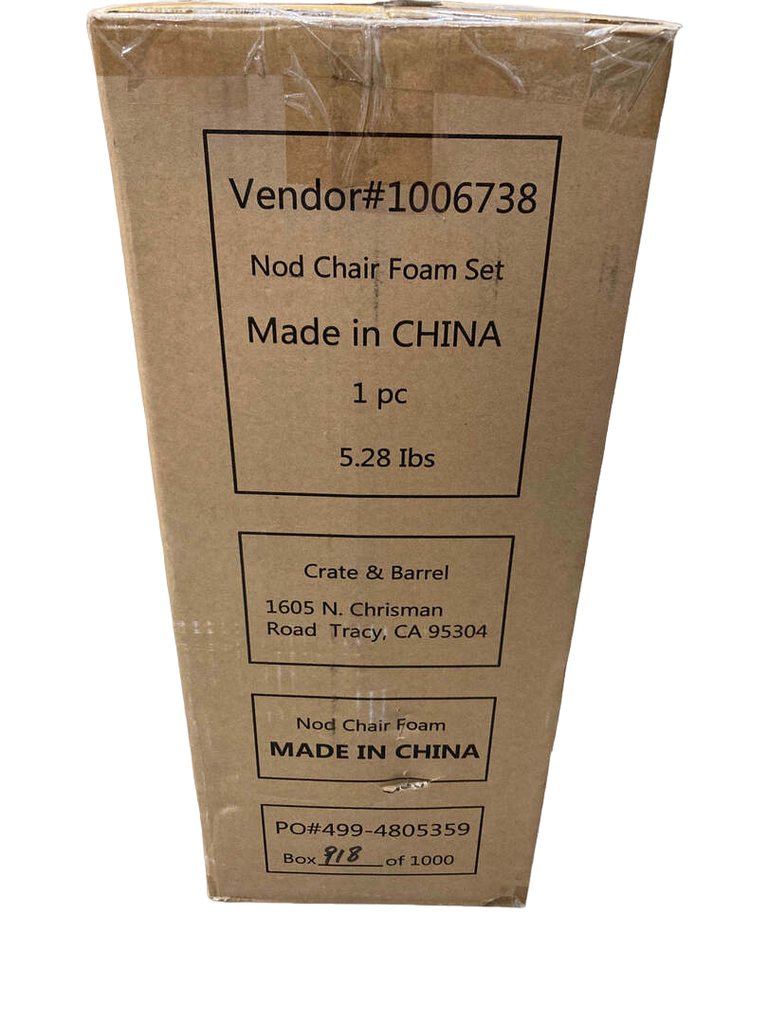 Vendor#1006738
Nod Chair Foam Set
Made in CHINA
1 pc
5.28 Ibs
Crate & Barrel
1605 N. Chrisman
Road Tracy, CA 95304
Nod Chair Foam
MADE IN CHINA
PO#499-4805359
Box 918 of 1000